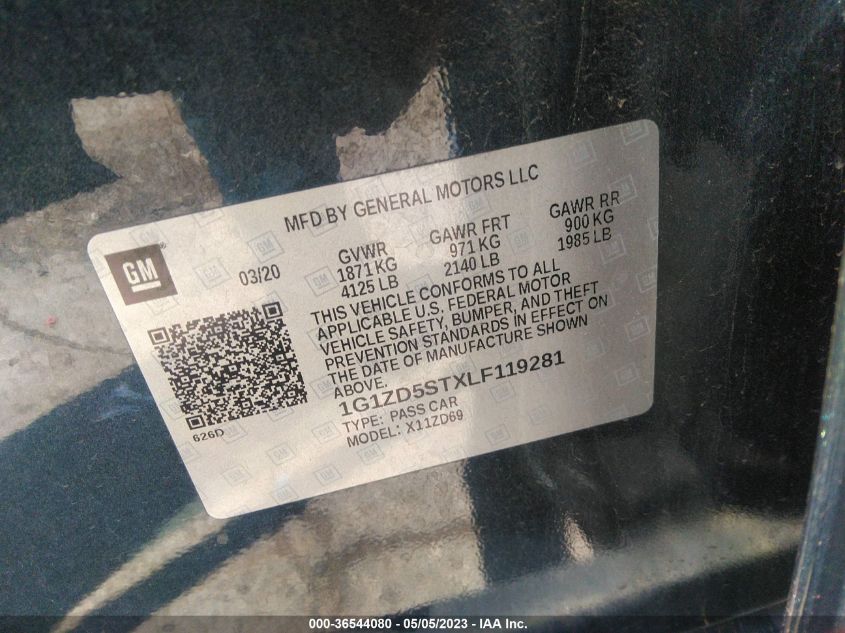 MFD BY GENERAL MOTORS LLC
GM ®
03/20
GVWR GAWR FRT GAWR RR
1871 KG 971 KG 900 KG
4125 LB 2140 LB 1985 LB
THIS VEHICLE CONFORMS TO ALL
APPLICABLE U.S. FEDERAL MOTOR
VEHICLE SAFETY, BUMPER, AND THEFT
PREVENTION STANDARDS IN EFFECT ON
THE DATE OF MANUFACTURE SHOWN
ABOVE.
1G1ZD5STXLF119281
TYPE: PASS CAR
MODEL: X11ZD69
626D
000-36544080 - 05/05/2023 - IAA Inc.